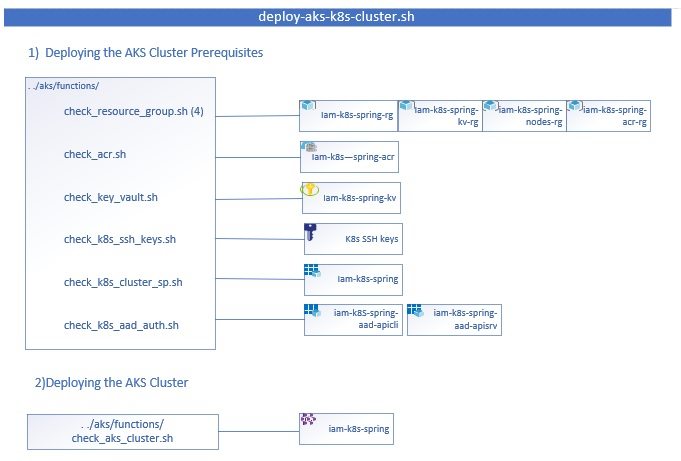 deploy-aks-k8s-cluster.sh
1) Deploying the AKS Cluster Prerequisites
. ./aks/functions/
check_resource_group.sh (4)
Iam-k8s-spring-rg
Iam-k8s-spring-
kv-rg
Iam-k8s-spring-
nodes-rg
Iam-k8s-spring-
acr-rg
check_acr.sh
Iam-k8s—spring-acr
check_key_vault.sh
Iam-k8s-spring-kv
check_k8s_ssh_keys.sh
K8s SSH keys
check_k8s_cluster_sp.sh
Iam-k8s-spring
check_k8s_aad_auth.sh
iam-k8S-spring-
aad-apicli
iam-k8S-spring-
aad-apisrv
2)Deploying the AKS Cluster
. ./aks/functions/
check_aks_cluster.sh
iam-k8s-spring